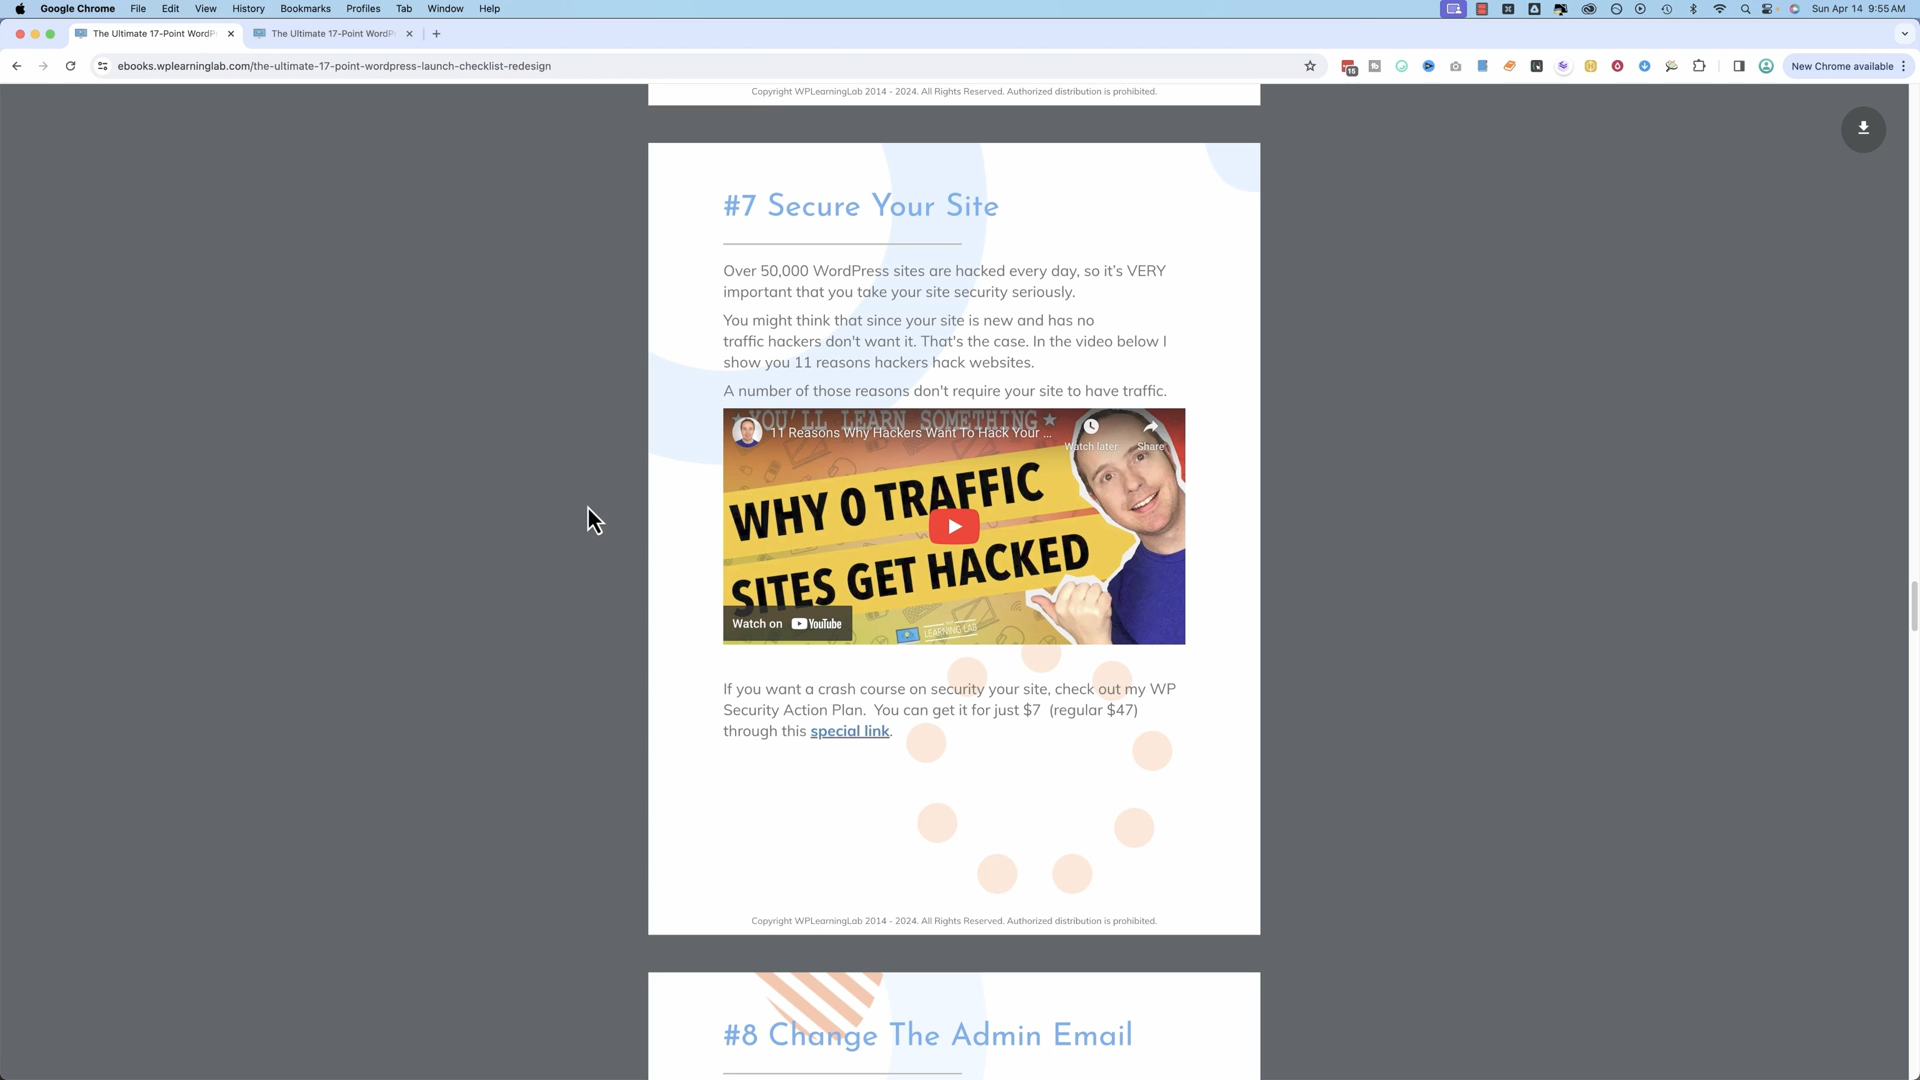 Google Chrome File Edit View History Bookmarks Profiles Tab Window Help Sun Apr 14 9:55 AM
The Ultimate 17-Point WordP The Ultimate 17-Point WordP
ebooks.wplearninglab.com/the-ultimate-17-point-wordpress-launch-checklist-redesign 15 New Chrome available
Copyright WPLearningLab 2014 - 2024. All Rights Reserved. Authorized distribution is prohibited.
#7 Secure Your Site
Over 50,000 WordPress sites are hacked every day, so it's VERY
important that you take your site security seriously.
You might think that since your site is new and has no
traffic hackers don't want it. That's the case. In the video below I
show you 11 reasons hackers hack websites.
A number of those reasons don't require your site to have traffic.
★YOU'LL LEARN SOMETHING★
11 Reasons Why Hackers Want To Hack Your ...
Watch later Share
WHY 0 TRAFFIC
SITES GET HACKED
Watch on YouTube
LEARNING LAB
If you want a crash course on security your site, check out my WP
Security Action Plan. You can get it for just $7 (regular $47)
through this special link.
Copyright WPLearningLab 2014 - 2024. All Rights Reserved. Authorized distribution is prohibited.
#8 Change The Admin Email